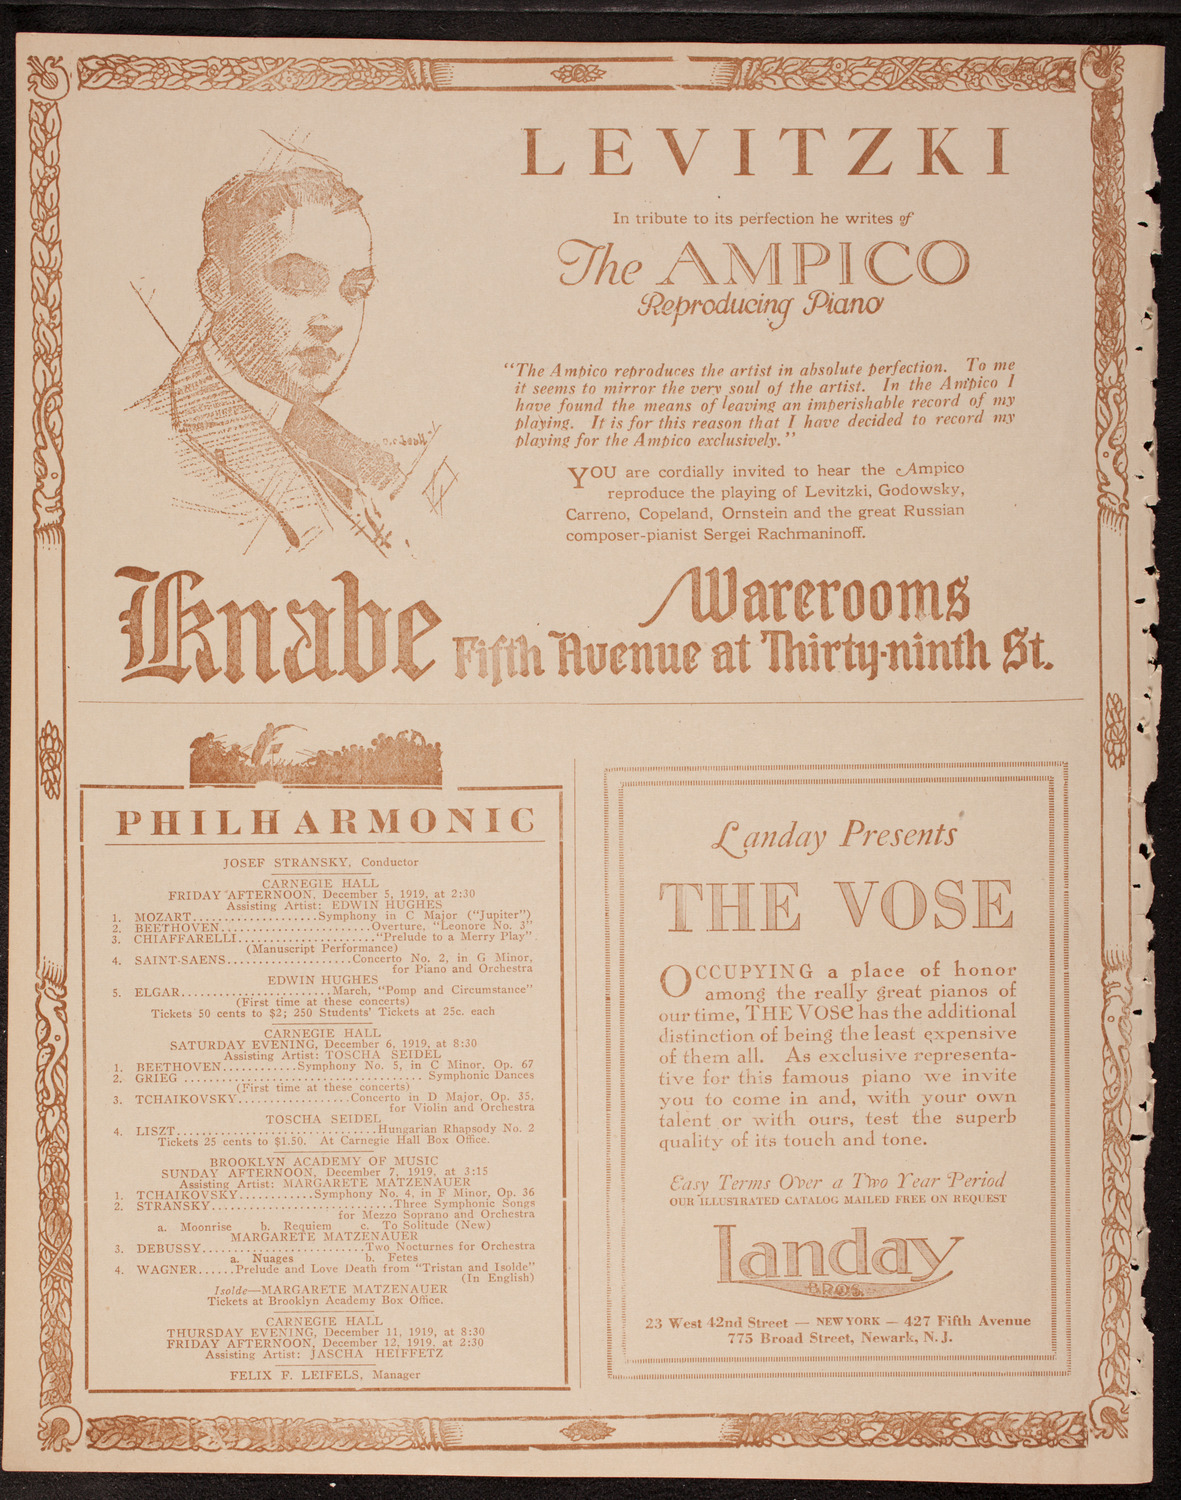 LEVITZKI
In tribute to its perfection he writes of
The AMPICO
Reproducing Piano
“The Ampico reproduces the artist in absolute perfection. To me
it seems to mirror the very soul of the artist. In the Ampico I
have found the means of leaving an imperishable record of my
playing. It is for this reason that I have decided to record my
playing for the Ampico exclusively.”
YOU are cordially invited to hear the Ampico
reproduce the playing of Levitzki, Godowsky,
Carreno, Copeland, Ornstein and the great Russian
composer-pianist Sergei Rachmaninoff.
Knabe Warerooms
Fifth Avenue at Thirty-ninth St.
PHILHARMONIC
JOSEF STRANSKY, Conductor
CARNEGIE HALL
FRIDAY AFTERNOON, December 5, 1919, at 2:30
Assisting Artist: EDWIN HUGHES
1. MOZART....................Symphony in C Major (“Jupiter”)
2. BEETHOVEN........................Overture, “Leonore No. 3”
3. CHIAFFARELLI......................“Prelude to a Merry Play”
(Manuscript Performance)
4. SAINT-SAENS....................Concerto No. 2, in G Minor,
for Piano and Orchestra
EDWIN HUGHES
5. ELGAR........................March, “Pomp and Circumstance”
(First time at these concerts)
Tickets 50 cents to $2; 250 Students' Tickets at 25c. each
CARNEGIE HALL
SATURDAY EVENING, December 6, 1919, at 8:30
Assisting Artist: TOSCHA SEIDEL
1. BEETHOVEN............Symphony No. 5, in C Minor, Op. 67
2. GRIEG ...................................... Symphonic Dances
(First time at these concerts)
3. TCHAIKOVSKY..................Concerto in D Major, Op. 35,
for Violin and Orchestra
TOSCHA SEIDEL
4. LISZT................................Hungarian Rhapsody No. 2
Tickets 25 cents to $1.50. At Carnegie Hall Box Office.
BROOKLYN ACADEMY OF MUSIC
SUNDAY AFTERNOON, December 7, 1919, at 3:15
Assisting Artist: MARGARETE MATZENAUER
1. TCHAIKOVSKY............Symphony No. 4, in F Minor, Op. 36
2. STRANSKY.............................Three Symphonic Songs
for Mezzo Soprano and Orchestra
a. Moonrise b. Requiem c. To Solitude (New)
MARGARETE MATZENAUER
3. DEBUSSY..........................Two Nocturnes for Orchestra
a. Nuages b. Fetes
4. WAGNER......Prelude and Love Death from “Tristan and Isolde”
(In English)
Isolde—MARGARETE MATZENAUER
Tickets at Brooklyn Academy Box Office.
CARNEGIE HALL
THURSDAY EVENING, December 11, 1919, at 8:30
FRIDAY AFTERNOON, December 12, 1919, at 2:30
Assisting Artist: JASCHA HEIFFETZ
FELIX F. LEIFELS, Manager
Landay Presents
THE VOSE
OCCUPYING a place of honor
among the really great pianos of
our time, THE VOSE has the additional
distinction of being the least expensive
of them all. As exclusive representa-
tive for this famous piano we invite
you to come in and, with your own
talent or with ours, test the superb
quality of its touch and tone.
Easy Terms Over a Two Year Period
OUR ILLUSTRATED CATALOG MAILED FREE ON REQUEST
Landay
BROS.
23 West 42nd Street — NEW YORK — 427 Fifth Avenue
775 Broad Street, Newark, N. J.